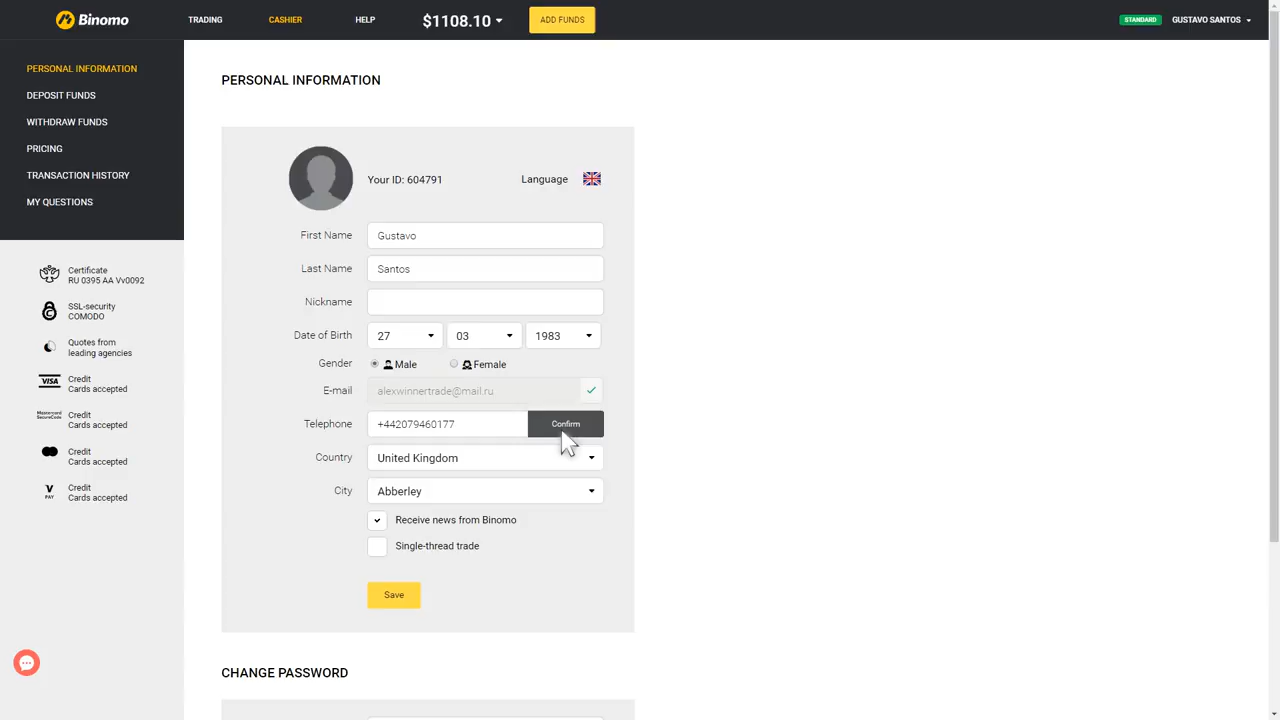 Binomo
TRADING
CASHIER
HELP
$1108.10
ADD FUNDS
STANDARD
GUSTAVO SANTOS
PERSONAL INFORMATION
DEPOSIT FUNDS
WITHDRAW FUNDS
PRICING
TRANSACTION HISTORY
MY QUESTIONS
Certificate
RU 0395 AA Vv0092
SSL-security
COMODO
Quotes from
leading agencies
VISA
Credit
Cards accepted
Credit
Cards accepted
Credit
Cards accepted
V
PAY
Credit
Cards accepted
PERSONAL INFORMATION
Your ID: 604791
Language
First Name
Gustavo
Last Name
Santos
Nickname
Date of Birth
27
03
1983
Gender
Male
Female
E-mail
alexwinnertrade@mail.ru
Telephone
+442079460177
Confirm
Country
United Kingdom
City
Abberley
Receive news from Binomo
Single-thread trade
Save
CHANGE PASSWORD